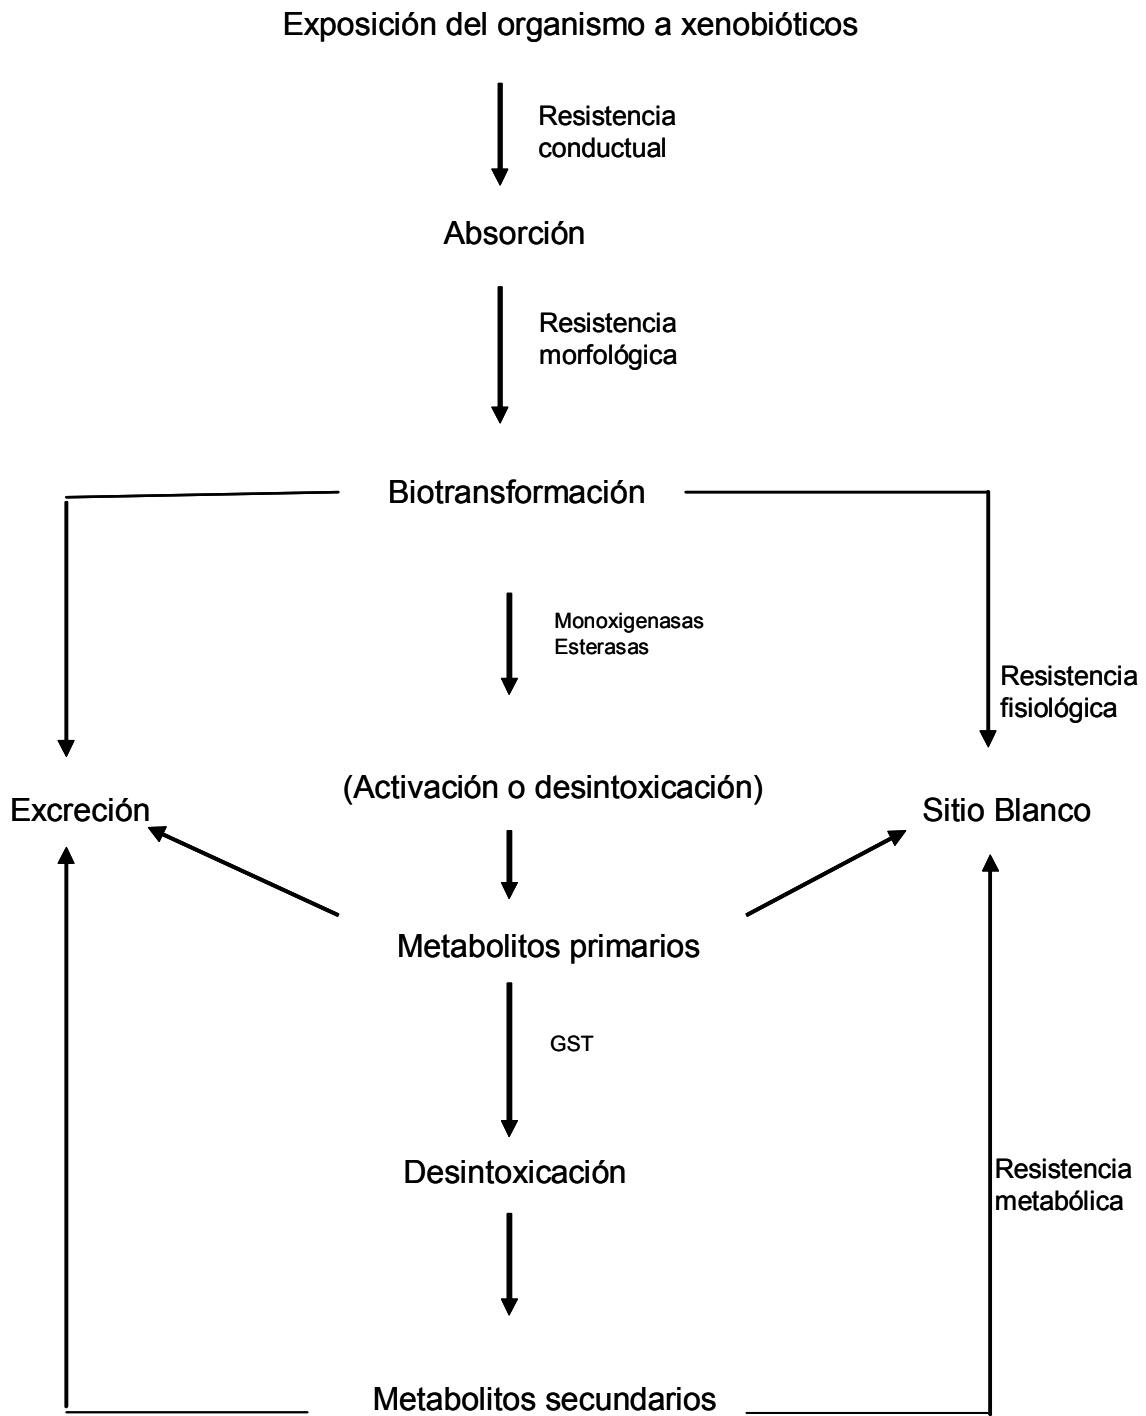 Exposición del organismo a xenobióticos
Resistencia
conductual
Absorción
Resistencia
morfológica
Biotransformación
Monoxigenasas
Esterasas
Resistencia
fisiológica
(Activación o desintoxicación)
Excreción
Sitio Blanco
Metabolitos primarios
GST
Desintoxicación
Resistencia
metabólica
Metabolitos secundarios